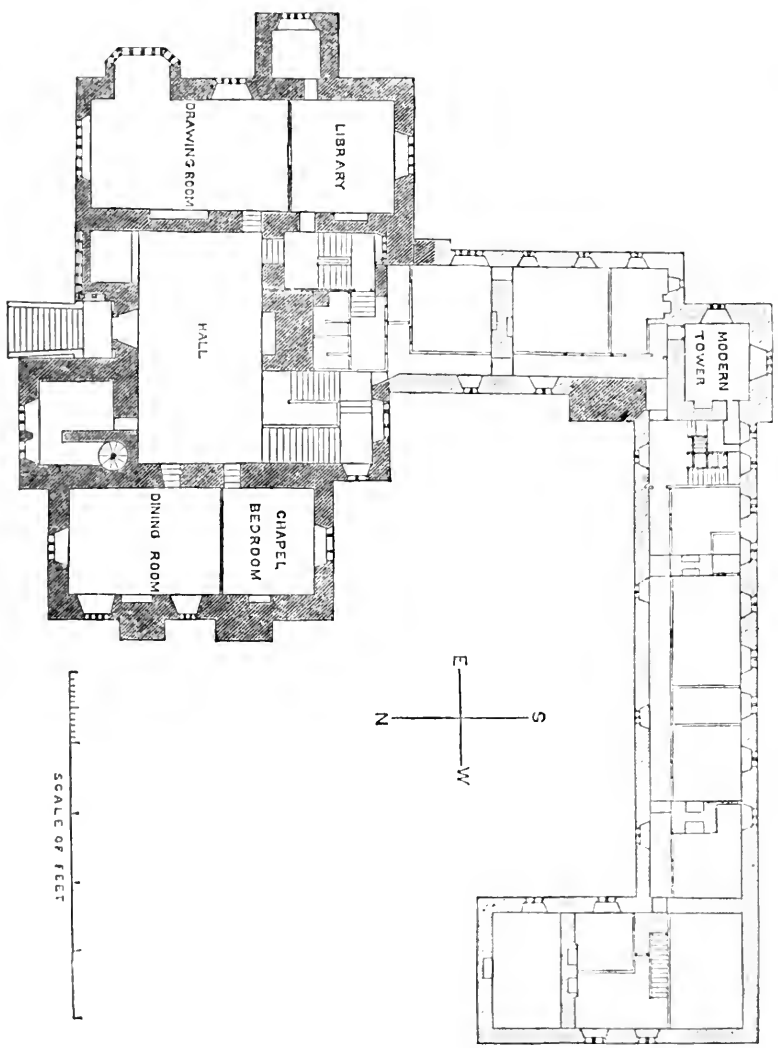 DRAWING ROOM
LIBRARY
HALL
MODERN
TOWER
DINING ROOM
CHAPEL
BEDROOM
E
N
S
W
SCALE OF FEET